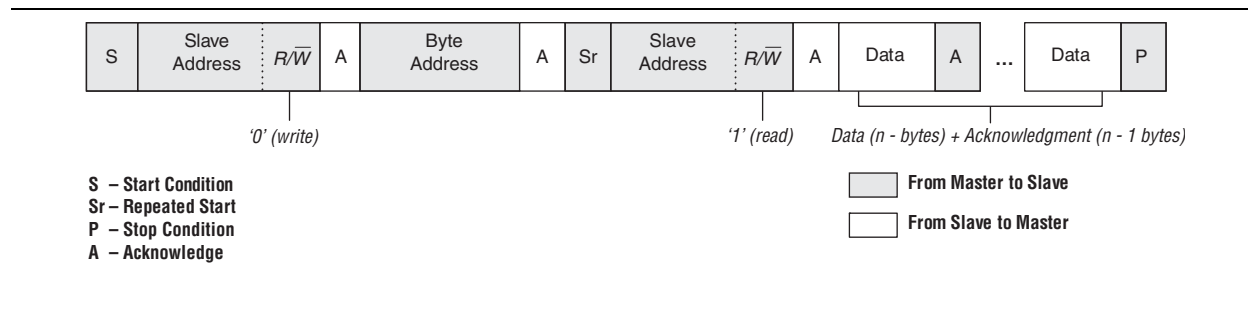 S Slave Address R/W̅ A Byte Address A Sr Slave Address R/W̅ A Data A ... Data P
‘0’ (write) ‘1’ (read) Data (n - bytes) + Acknowledgment (n - 1 bytes)
S – Start Condition
Sr – Repeated Start
P – Stop Condition
A – Acknowledge
From Master to Slave
From Slave to Master